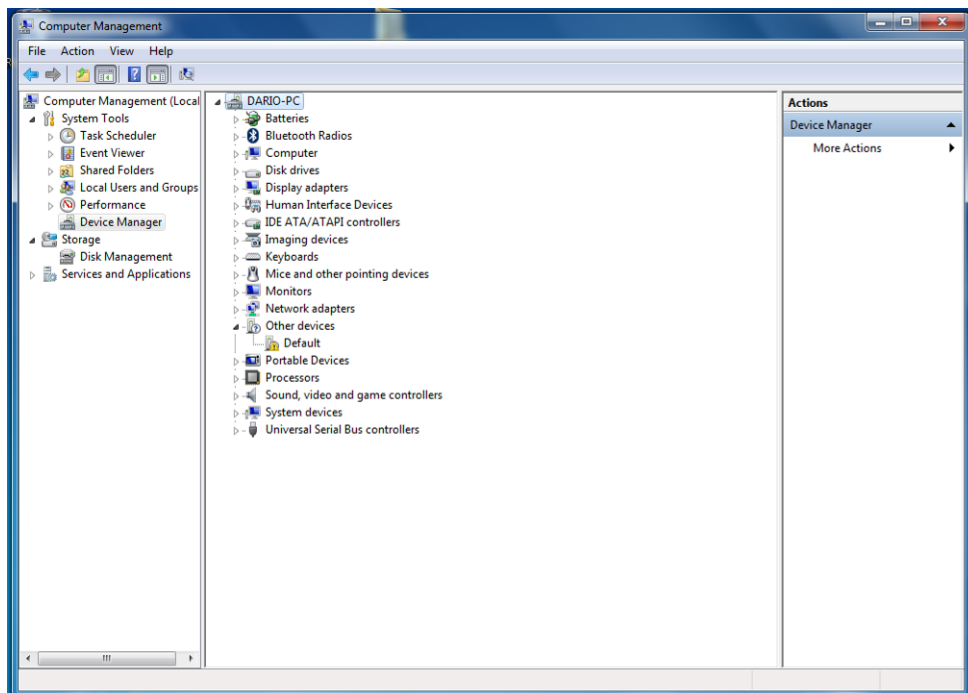 Computer Management
File Action View Help
Computer Management (Local
System Tools
Task Scheduler
Event Viewer
Shared Folders
Local Users and Groups
Performance
Device Manager
Storage
Disk Management
Services and Applications
DARIO-PC
Batteries
Bluetooth Radios
Computer
Disk drives
Display adapters
Human Interface Devices
IDE ATA/ATAPI controllers
Imaging devices
Keyboards
Mice and other pointing devices
Monitors
Network adapters
Other devices
Default
Portable Devices
Processors
Sound, video and game controllers
System devices
Universal Serial Bus controllers
Actions
Device Manager
More Actions